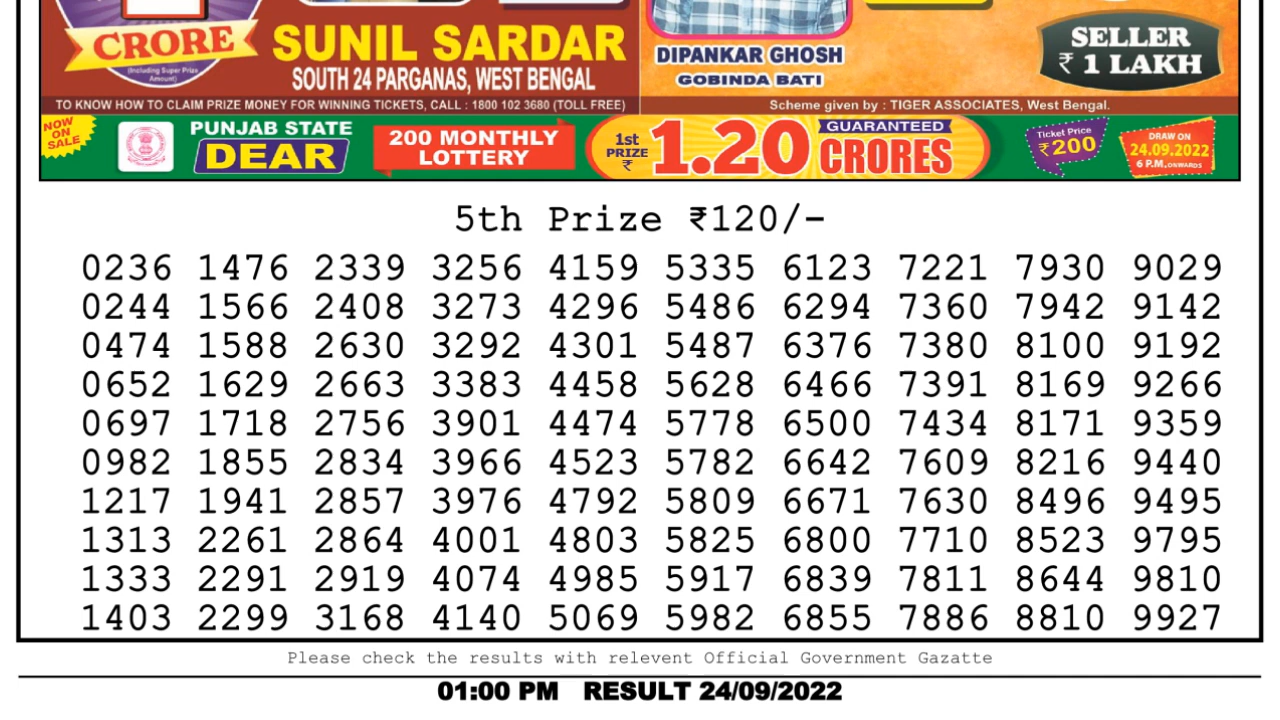 CRORE
(Including Super Prize
Amount)
SUNIL SARDAR
SOUTH 24 PARGANAS, WEST BENGAL
DIPANKAR GHOSH
GOBINDA BATI
SELLER
₹ 1 LAKH
TO KNOW HOW TO CLAIM PRIZE MONEY FOR WINNING TICKETS, CALL : 1800 102 3680 (TOLL FREE)
Scheme given by : TIGER ASSOCIATES, West Bengal.
NOW
ON
SALE
PUNJAB STATE
DEAR
200 MONTHLY
LOTTERY
1st
PRIZE
₹
1.20
GUARANTEED
CRORES
Ticket Price
₹200
DRAW ON
24.09.2022
6 P.M. ONWARDS
5th Prize ₹120/-
0236 1476 2339 3256 4159 5335 6123 7221 7930 9029
0244 1566 2408 3273 4296 5486 6294 7360 7942 9142
0474 1588 2630 3292 4301 5487 6376 7380 8100 9192
0652 1629 2663 3383 4458 5628 6466 7391 8169 9266
0697 1718 2756 3901 4474 5778 6500 7434 8171 9359
0982 1855 2834 3966 4523 5782 6642 7609 8216 9440
1217 1941 2857 3976 4792 5809 6671 7630 8496 9495
1313 2261 2864 4001 4803 5825 6800 7710 8523 9795
1333 2291 2919 4074 4985 5917 6839 7811 8644 9810
1403 2299 3168 4140 5069 5982 6855 7886 8810 9927
Please check the results with relevent Official Government Gazatte
01:00 PM RESULT 24/09/2022